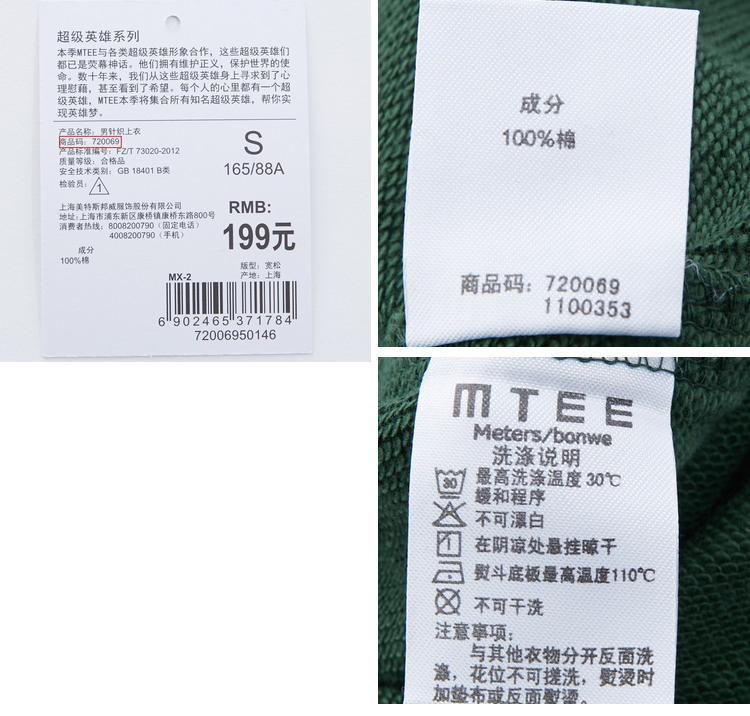 超级英雄系列
本季MTEE与各类超级英雄形象合作，这些超级英雄们
都已是荧幕神话。他们拥有维护正义，保护世界的使
命。数十年来，我们从这些超级英雄身上寻求到了心
理慰藉，甚至看到了希望。每个人的心里都有一个超
级英雄，MTEE本季将集合所有知名超级英雄，帮你实
现英雄梦。
产品名称：男针织上衣
商品码：720069
产品标准编号：FZ/T 73020-2012
质量等级：合格品
安全技术类别：GB 18401 B类
检验员：1
S
165/88A
上海美特斯邦威服饰股份有限公司
地址:上海市浦东新区康桥镇康桥东路800号
消费者热线：8008200790（固定电话）
4008200790（手机）
RMB:
199元
成分
100%棉
版型：宽松
产地：上海
MX-2
6 902465 371784
72006950146
成分
100%棉
商品码：720069
1100353
MTEE
Meters/bonwe
洗涤说明
30 最高洗涤温度 30℃
缓和程序
不可漂白
1 在阴凉处悬挂晾干
熨斗底板最高温度110℃
不可干洗
注意事项：
与其他衣物分开反面洗
涤，花位不可搓洗，熨烫时
加垫布或反面熨烫。